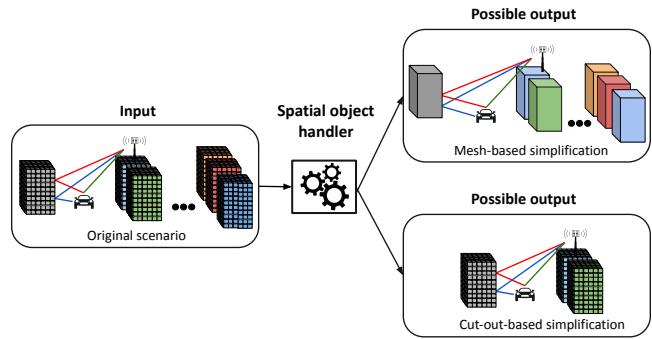 Possible output
Input
Spatial object
handler
Mesh-based simplification
Original scenario
Possible output
Cut-out-based simplification